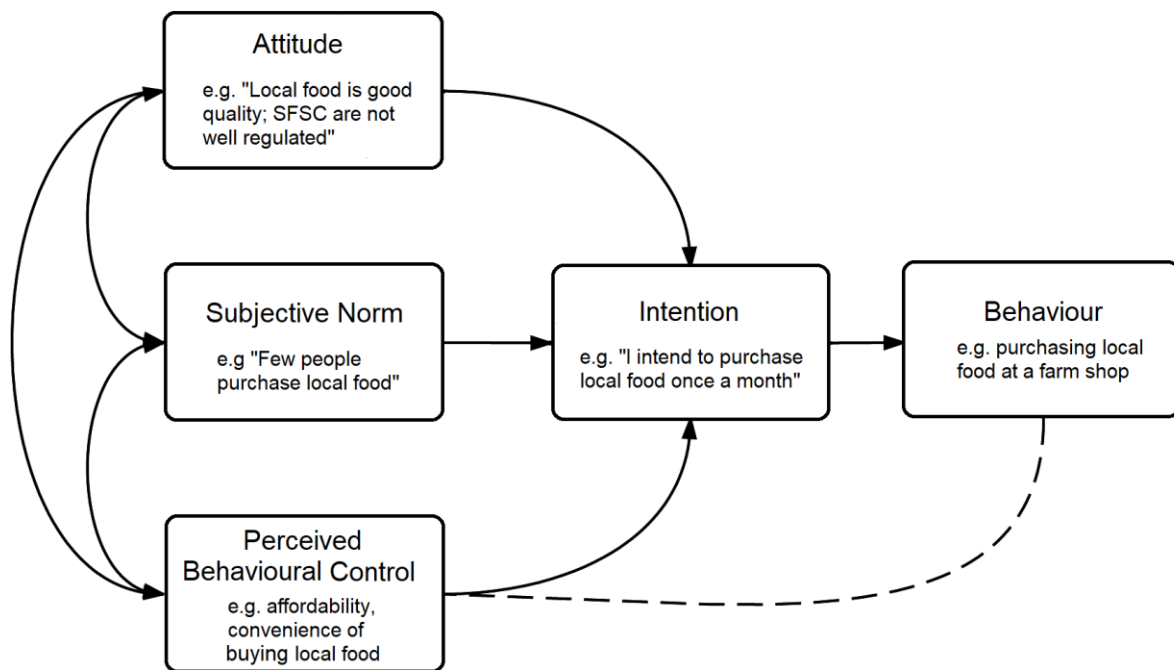 Attitude
e.g. "Local food is good
quality; SFSC are not
well regulated"
Subjective Norm
e.g "Few people
purchase local food"
Perceived
Behavioural Control
e.g. affordability,
convenience of
buying local food
Intention
e.g. "I intend to purchase
local food once a month"
Behaviour
e.g. purchasing local
food at a farm shop